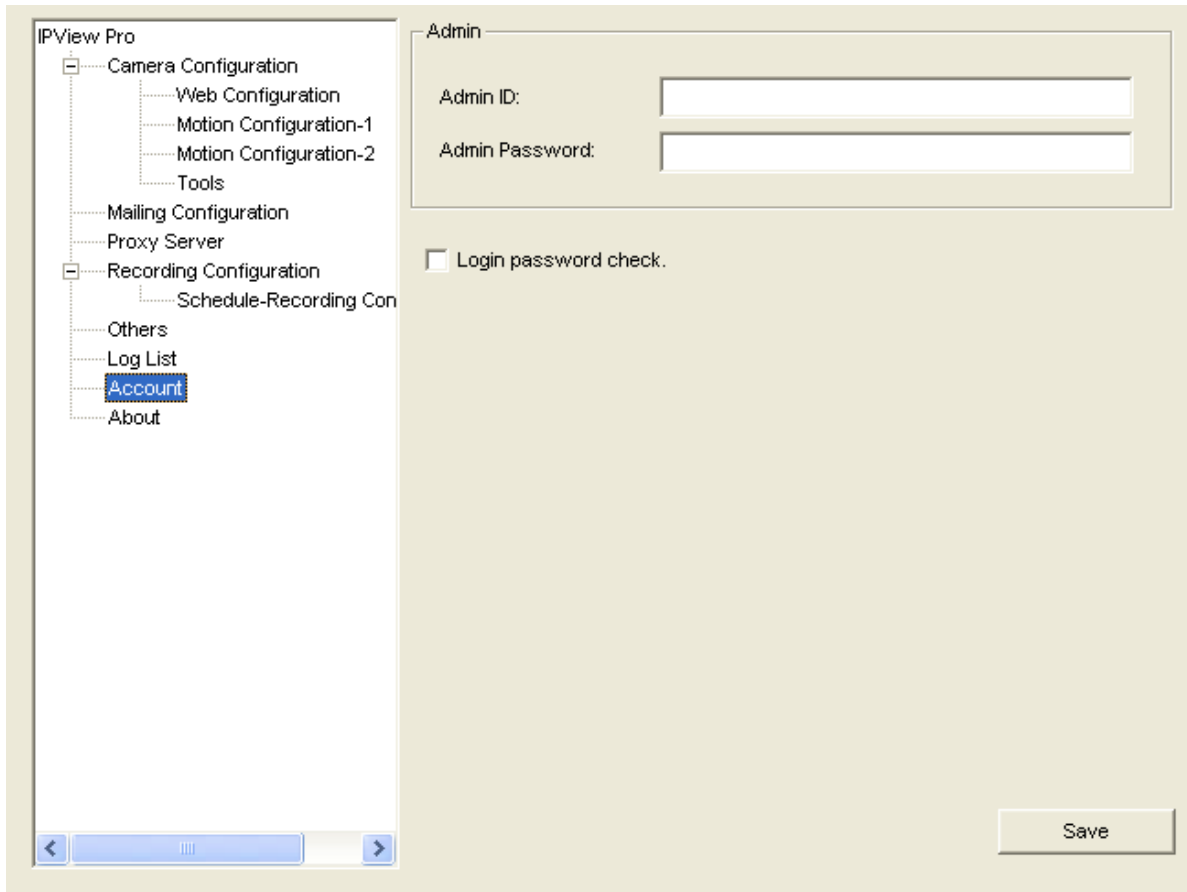 IPView Pro
Camera Configuration
Web Configuration
Motion Configuration-1
Motion Configuration-2
Tools
Mailing Configuration
Proxy Server
Recording Configuration
Schedule-Recording Con
Others
Log List
Account
About
Admin
Admin ID:
Admin Password:
Login password check.
Save